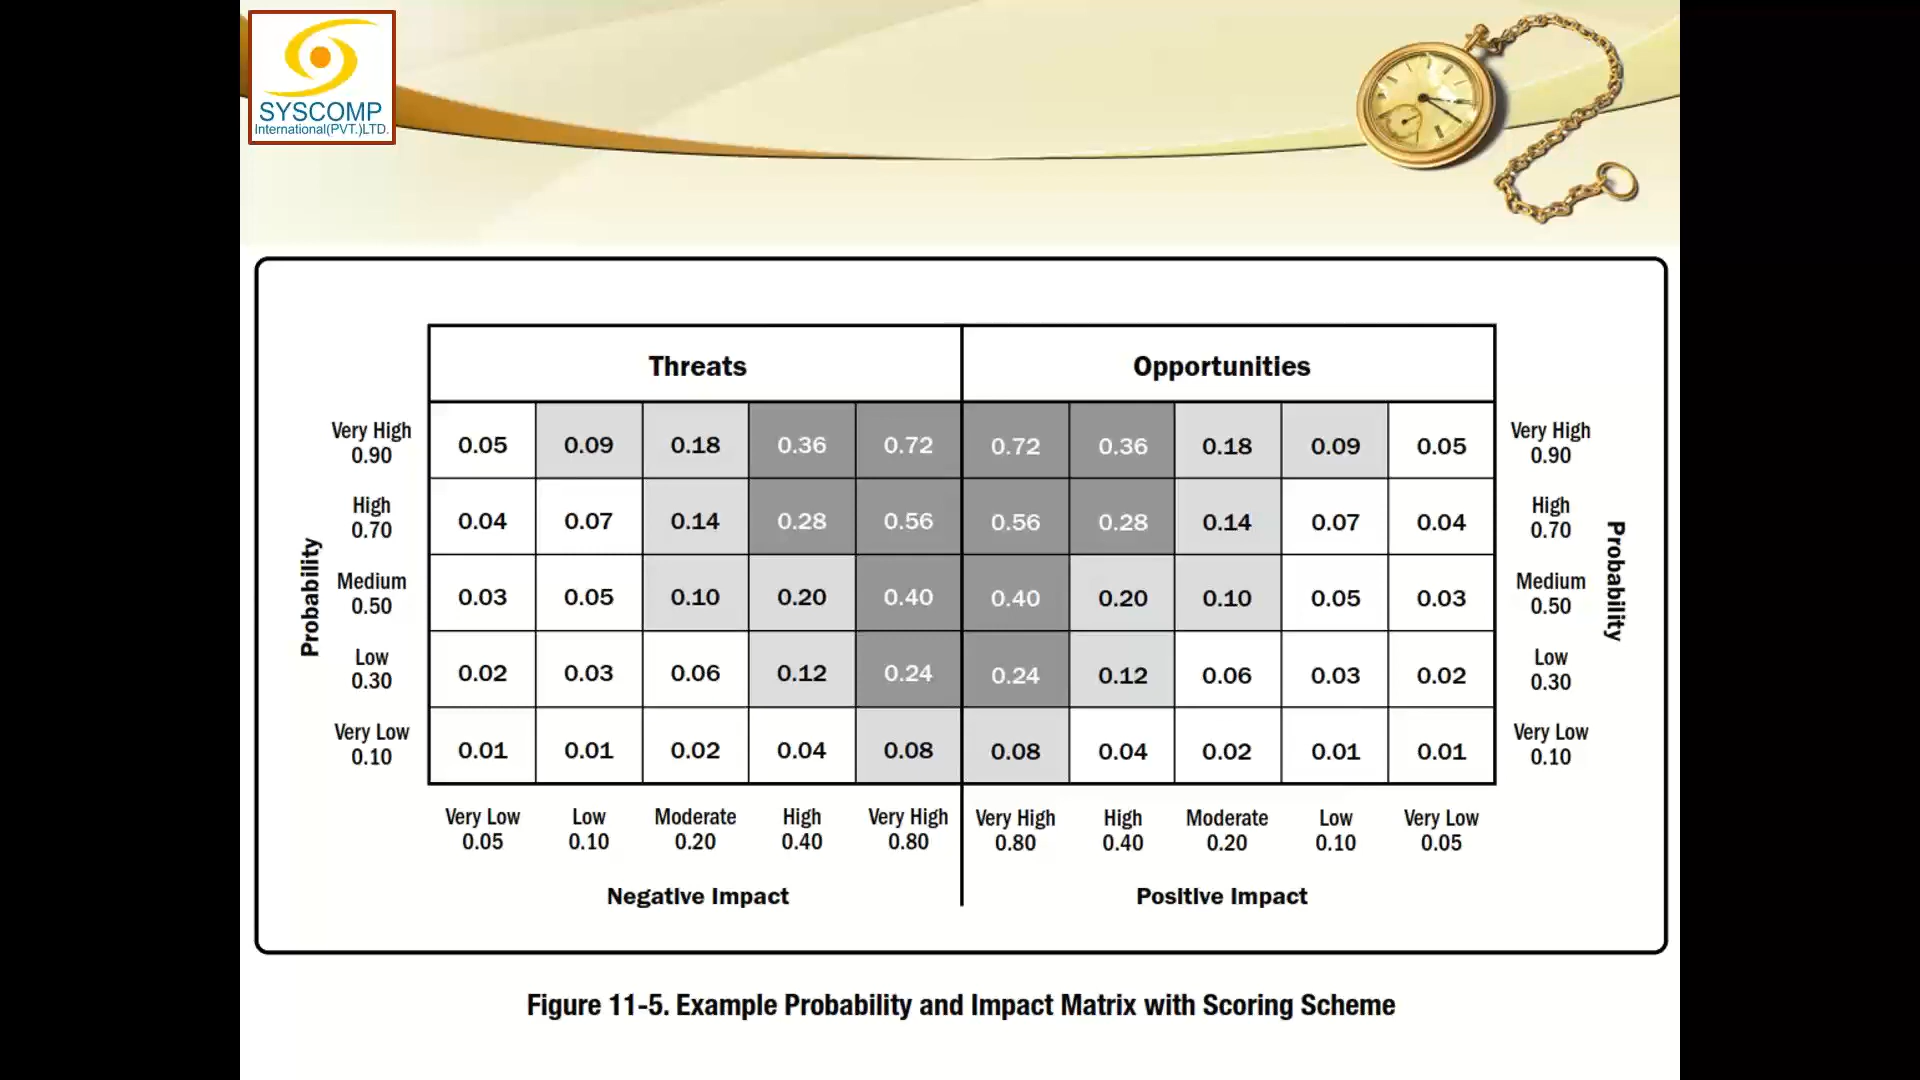 SYSCOMP
International(PVT.)LTD.
Threats Opportunities
Very High 0.05 0.09 0.18 0.36 0.72 0.72 0.36 0.18 0.09 0.05 Very High
0.90 0.90
High 0.04 0.07 0.14 0.28 0.56 0.56 0.28 0.14 0.07 0.04 High
0.70 0.70
Probability Probability
Medium 0.03 0.05 0.10 0.20 0.40 0.40 0.20 0.10 0.05 0.03 Medium
0.50 0.50
Low 0.02 0.03 0.06 0.12 0.24 0.24 0.12 0.06 0.03 0.02 Low
0.30 0.30
Very Low 0.01 0.01 0.02 0.04 0.08 0.08 0.04 0.02 0.01 0.01 Very Low
0.10 0.10
Very Low Low Moderate High Very High Very High High Moderate Low Very Low
0.05 0.10 0.20 0.40 0.80 0.80 0.40 0.20 0.10 0.05
Negative Impact Positive Impact
Figure 11-5. Example Probability and Impact Matrix with Scoring Scheme